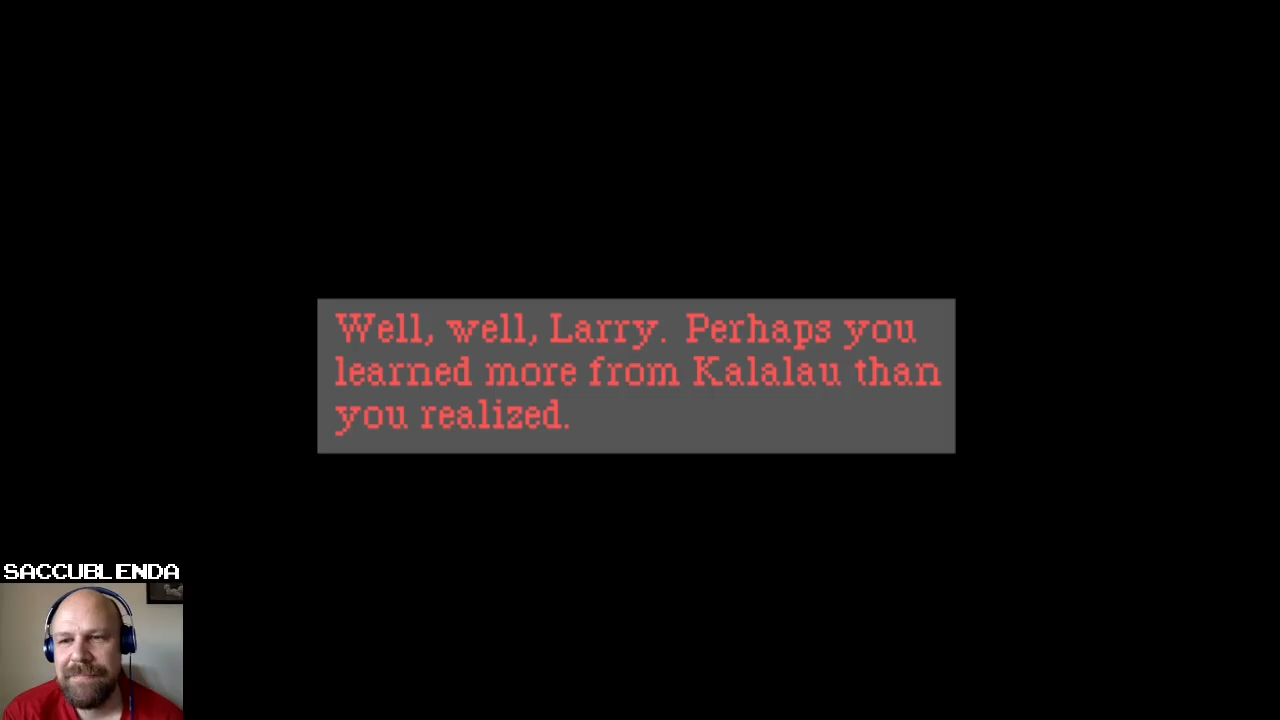 Well, well, Larry. Perhaps you
learned more from Kalalau than
you realized.
SACCUBLENDA